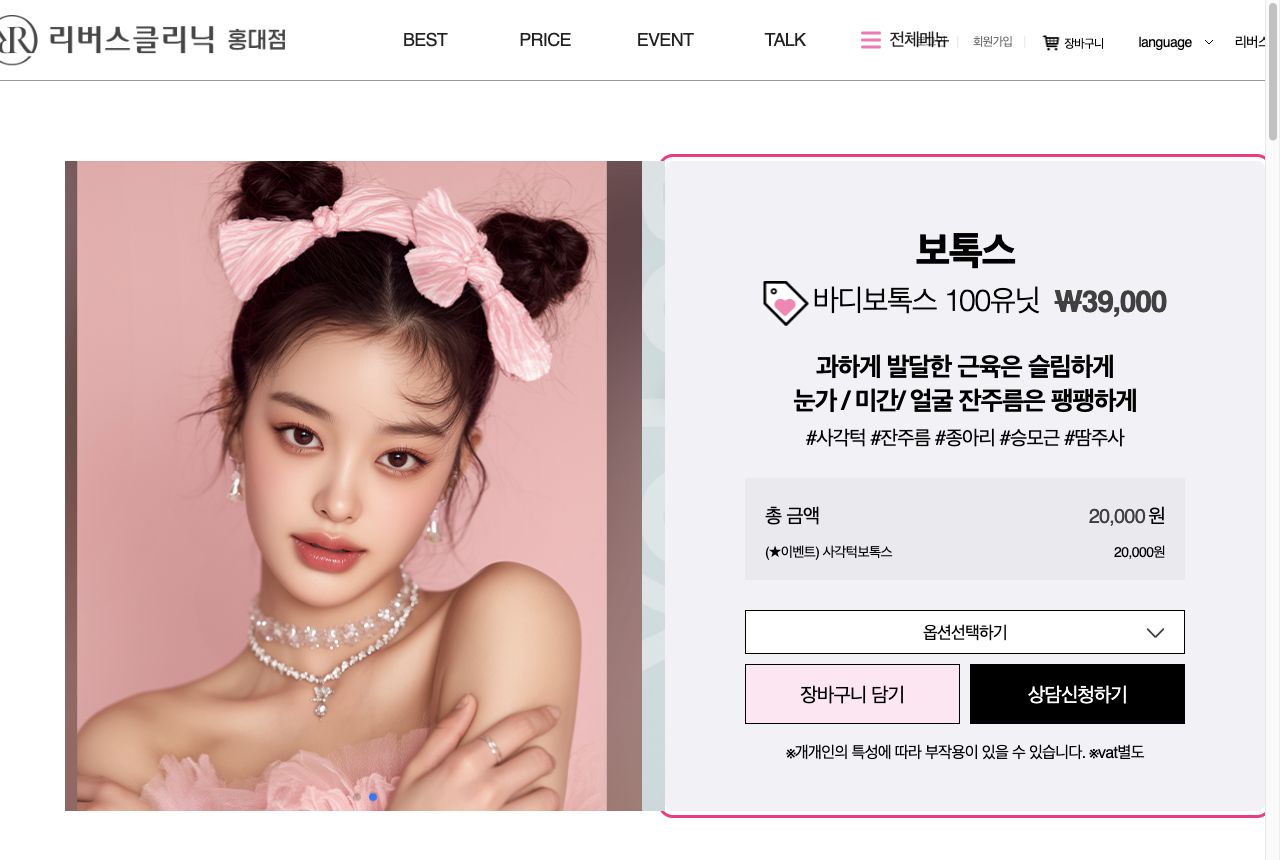 리버스클리닉 홍대점
BEST
PRICE
EVENT
TALK
전체메뉴
회원가입
장바구니
language
리버스
보톡스
바디보톡스 100유닛 ₩39,000
과하게 발달한 근육은 슬림하게
눈가 / 미간/ 얼굴 잔주름은 팽팽하게
#사각턱 #잔주름 #종아리 #승모근 #땀주사
총 금액 20,000 원
(★이벤트) 사각턱보톡스 20,000원
옵션선택하기
장바구니 담기
상담신청하기
※개개인의 특성에 따라 부작용이 있을 수 있습니다. ※vat별도